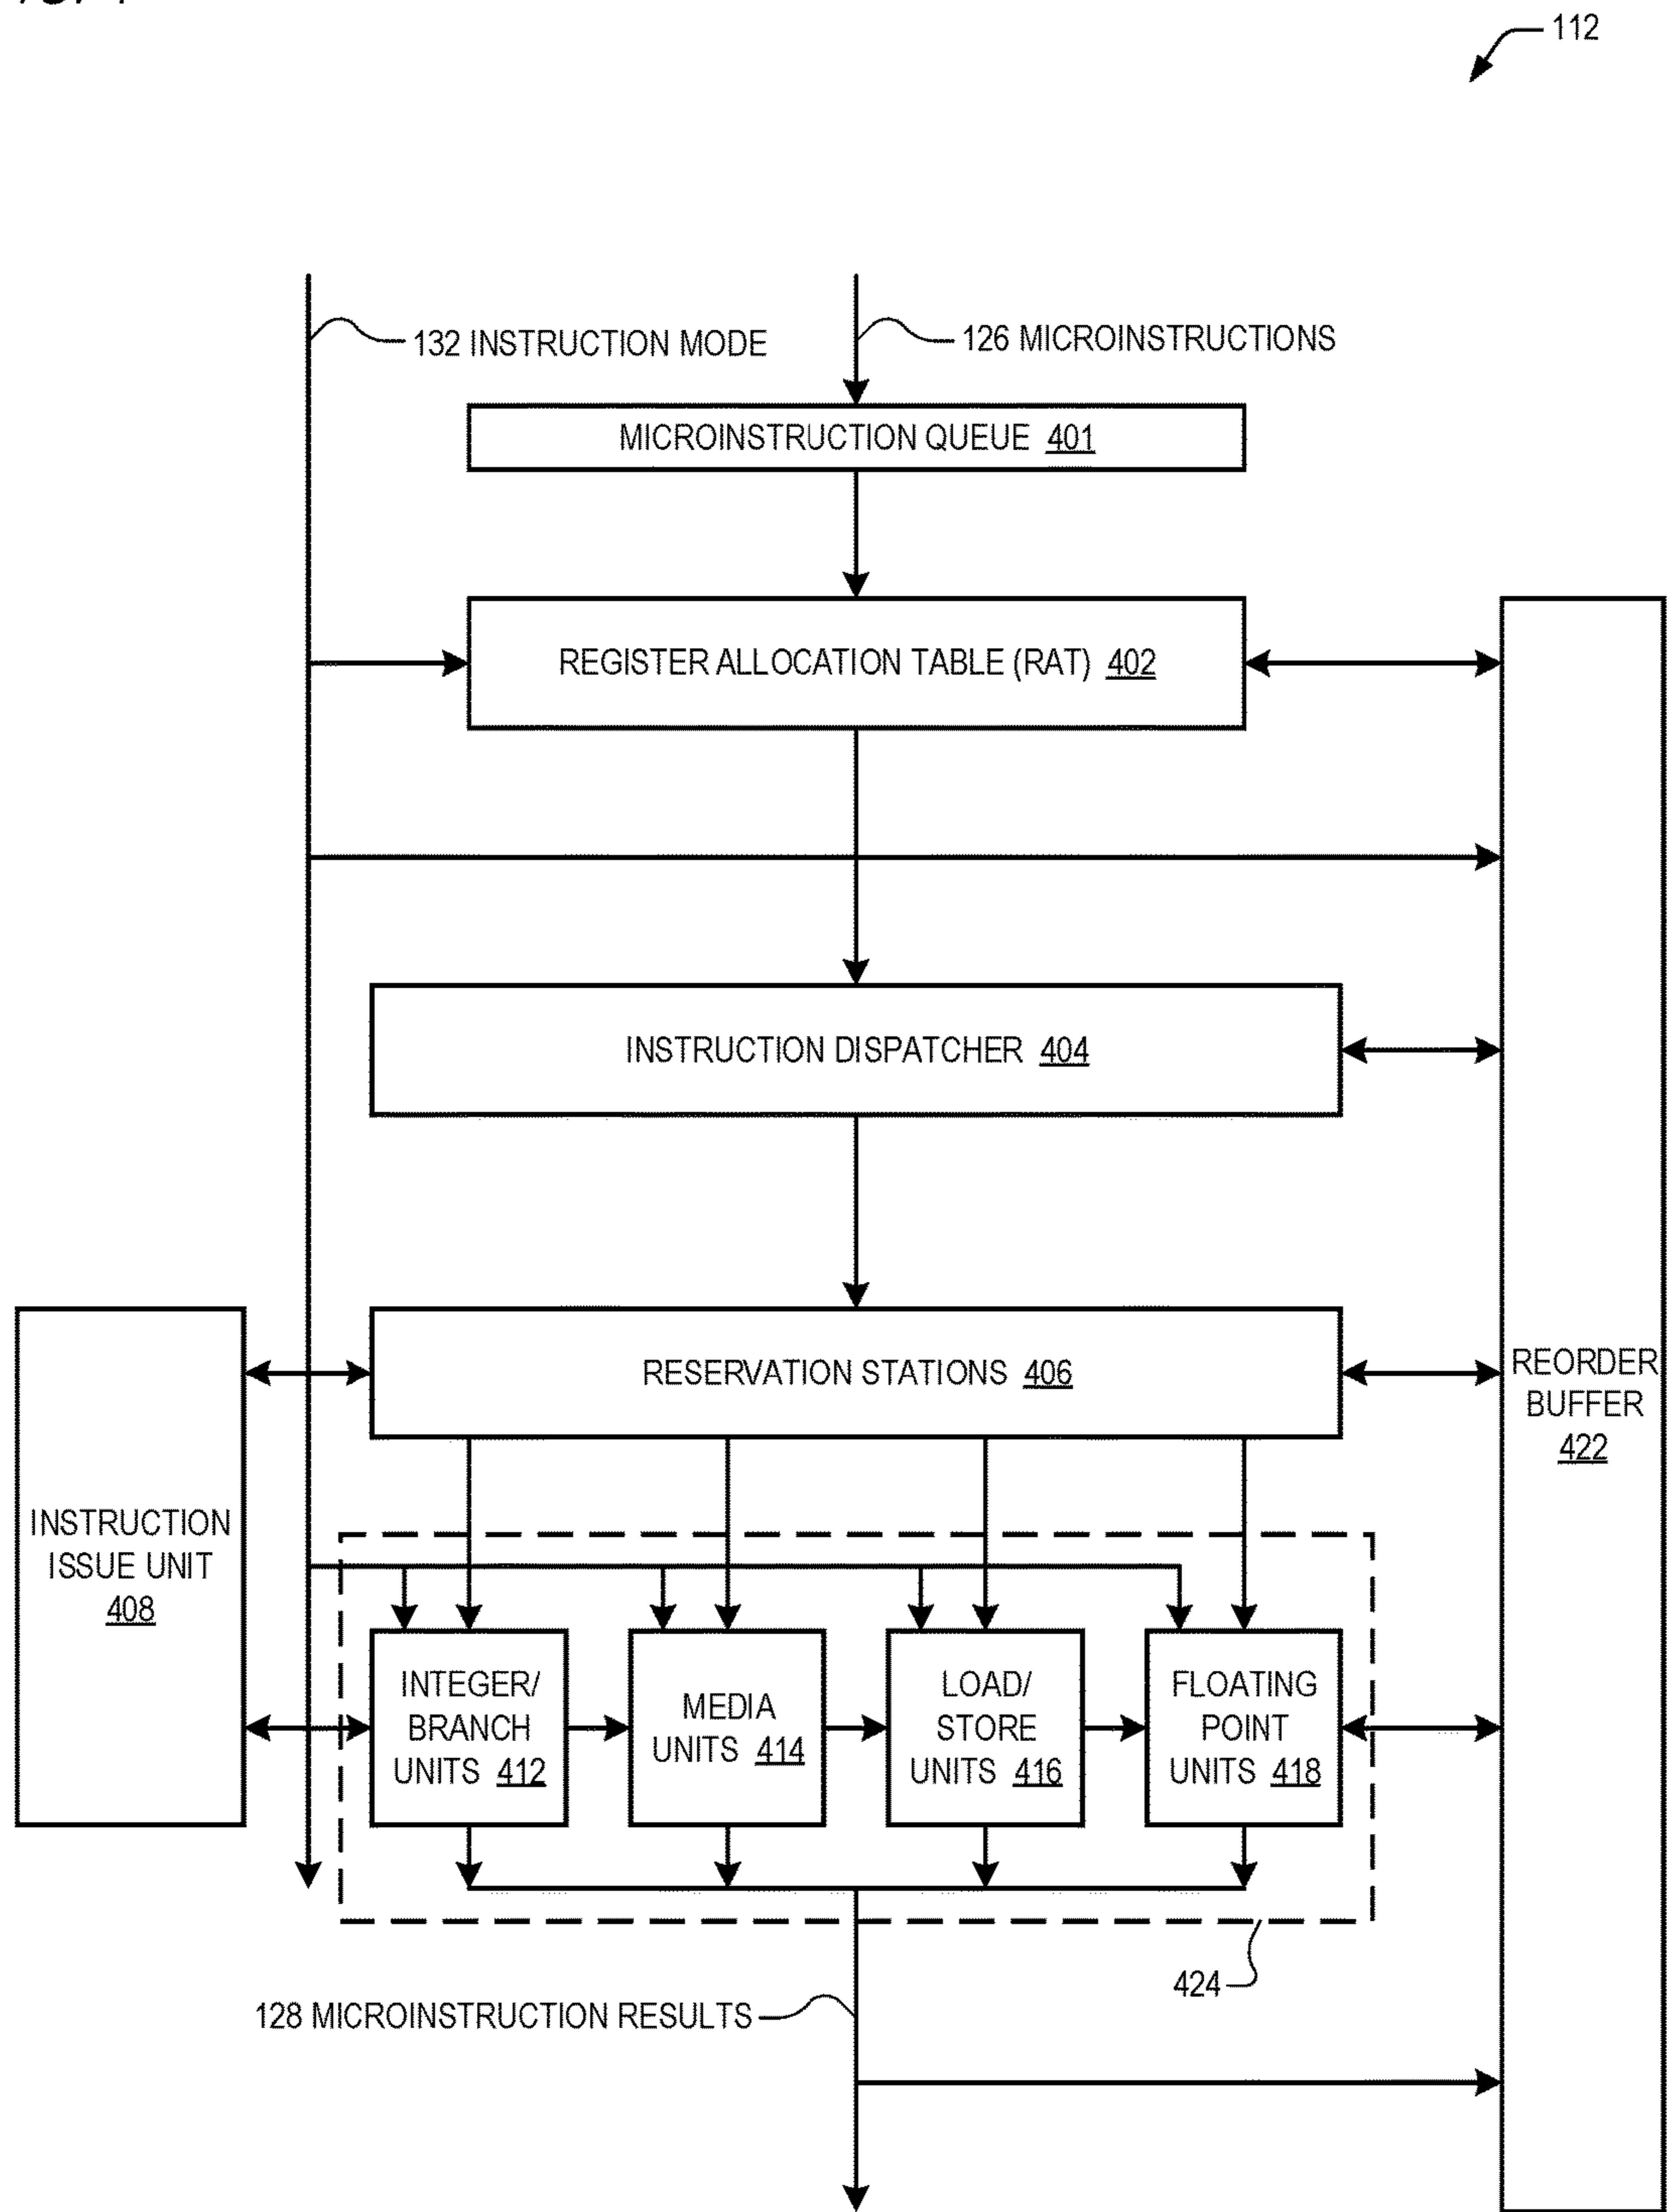 112
132 INSTRUCTION MODE
126 MICROINSTRUCTIONS
MICROINSTRUCTION QUEUE 401
REGISTER ALLOCATION TABLE (RAT) 402
INSTRUCTION DISPATCHER 404
RESERVATION STATIONS 406
REORDER
BUFFER
422
INSTRUCTION
ISSUE UNIT
408
INTEGER/
BRANCH
UNITS 412
MEDIA
UNITS 414
LOAD/
STORE
UNITS 416
FLOATING
POINT
UNITS 418
424
128 MICROINSTRUCTION RESULTS